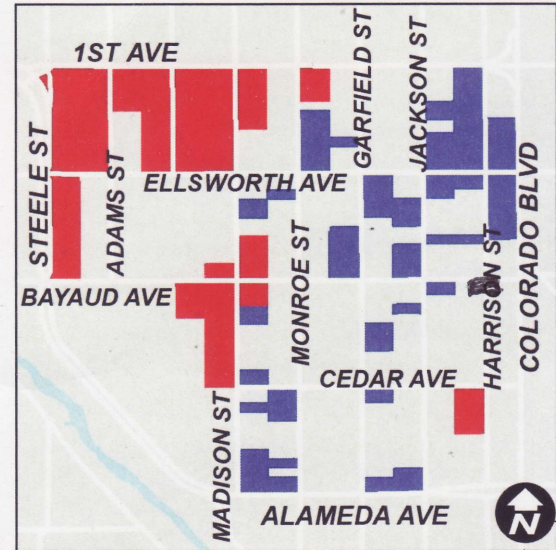 1ST AVE
STEELE ST
ADAMS ST
ELLSWORTH AVE
GARFIELD ST
JACKSON ST
BAYAUD AVE
MADISON ST
MONROE ST
CEDAR AVE
HARRISON ST
COLORADO BLVD
ALAMEDA AVE
N